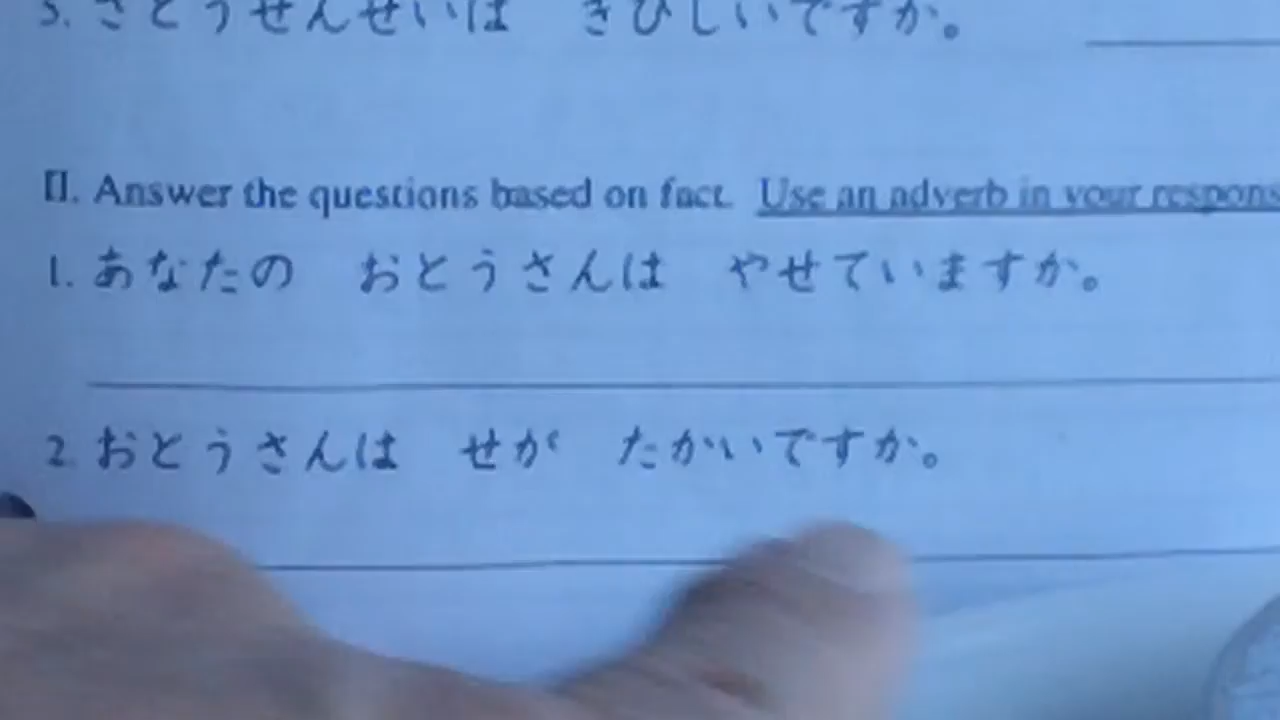 5. さとうせんせいは きびしいですか。
II. Answer the questions based on fact. Use an adverb in your respons
1. あなたの おとうさんは やせていますか。
2. おとうさんは せが たかいですか。